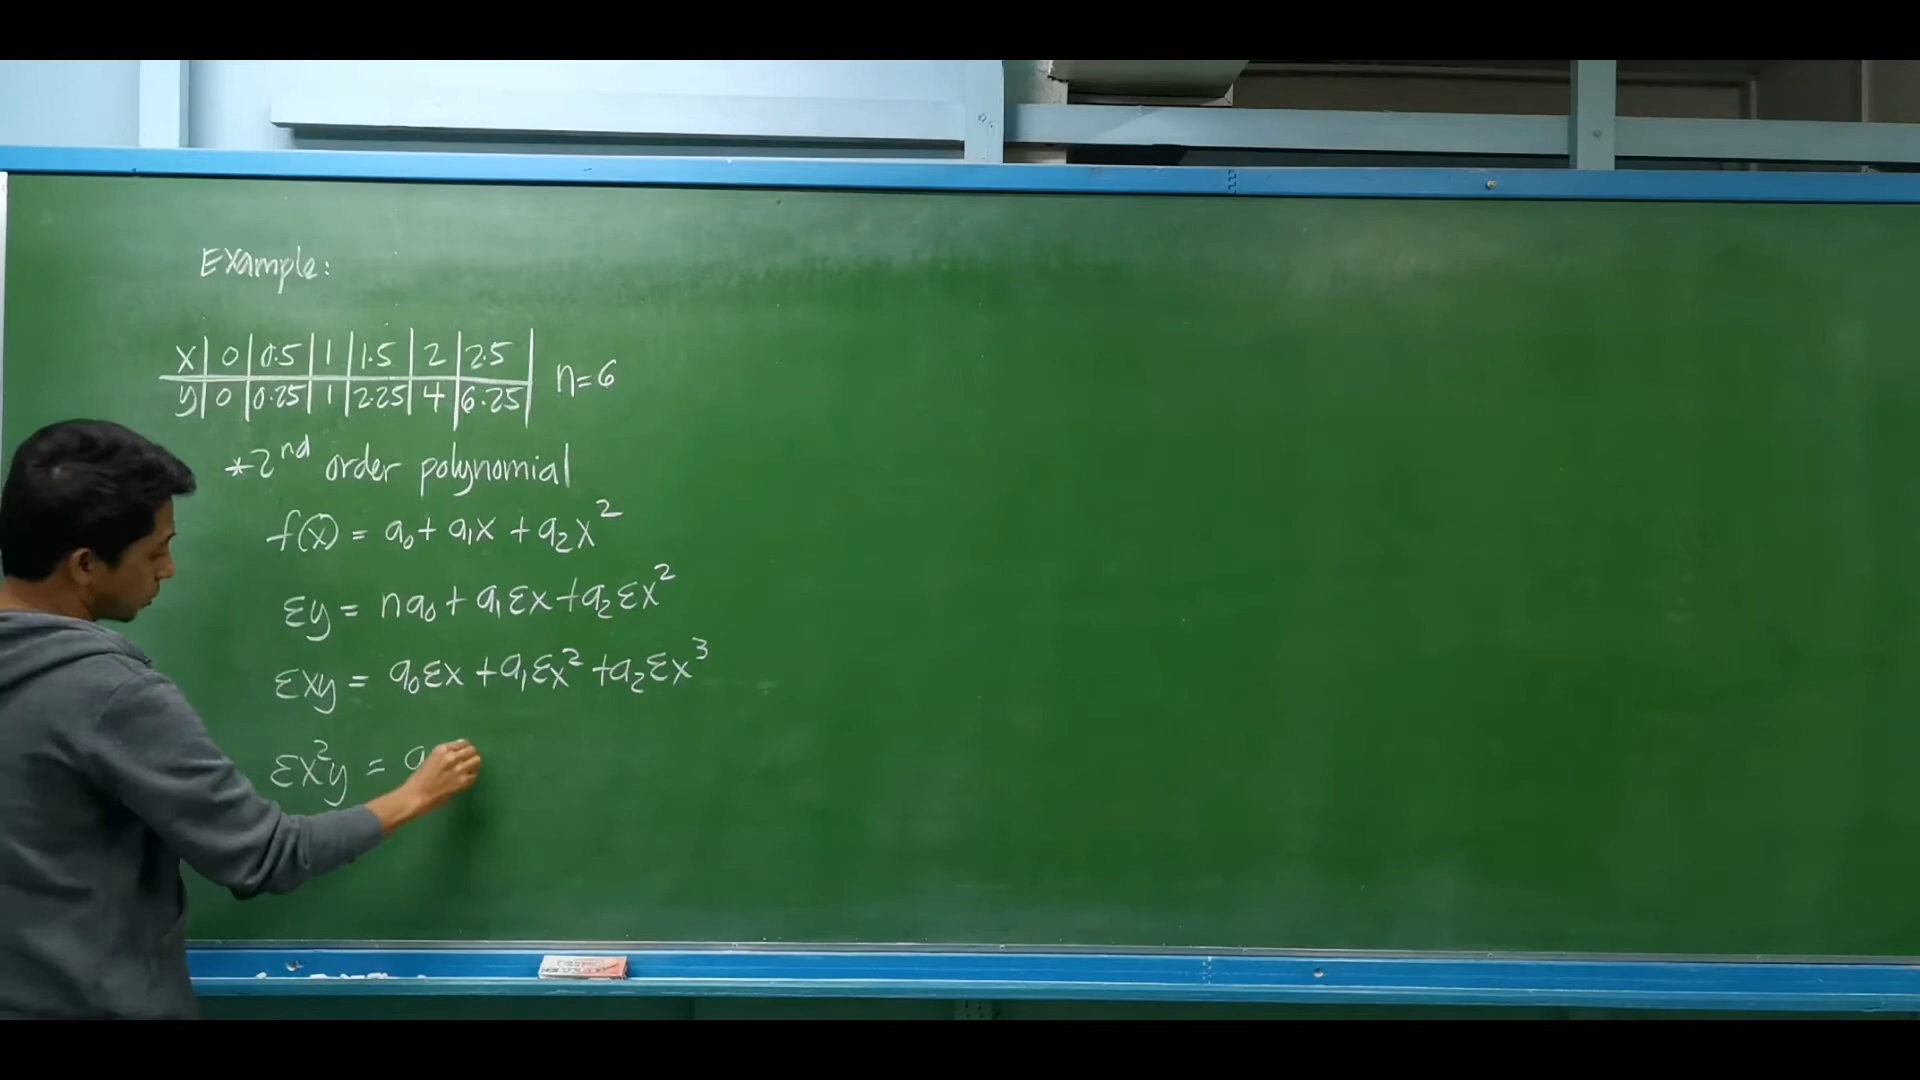 Example:
x | 0 | 0.5 | 1 | 1.5 | 2 | 2.5 |
y | 0 | 0.25 | 1 | 2.25 | 4 | 6.25 | n=6
*2nd order polynomial
f(x) = a₀ + a₁x + a₂x²
Σy = na₀ + a₁Σx + a₂Σx²
Σxy = a₀Σx + a₁Σx² + a₂Σx³
Σx²y = a